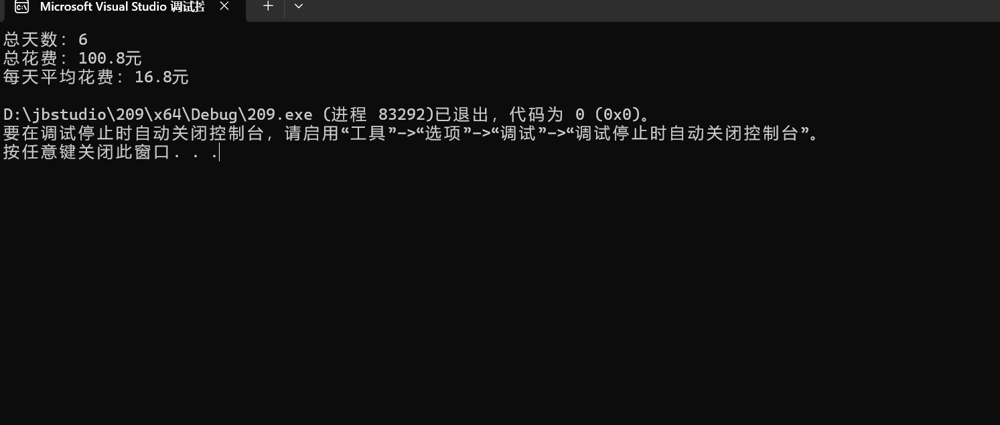 Microsoft Visual Studio 调试控
总天数：6
总花费：100.8元
每天平均花费：16.8元
D:\jbstudio\209\x64\Debug\209.exe (进程 83292)已退出，代码为 0 (0x0)。
要在调试停止时自动关闭控制台，请启用“工具”->“选项”->“调试”->“调试停止时自动关闭控制台”。
按任意键关闭此窗口. . .